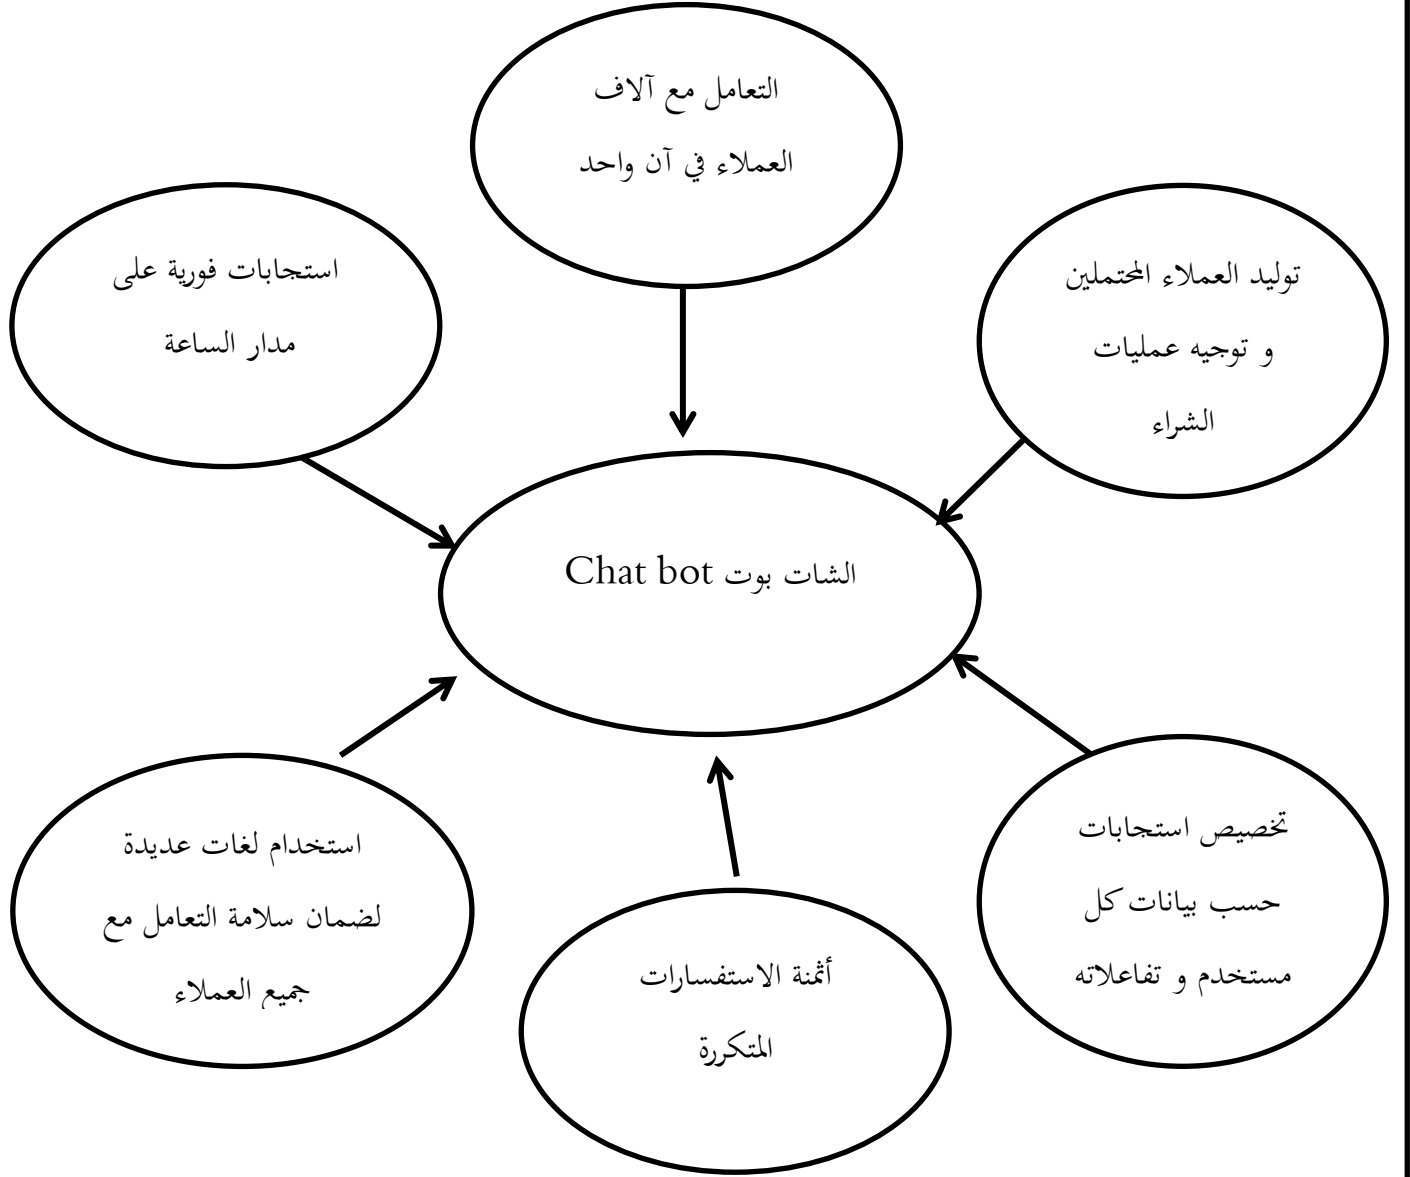 التعامل مع آلاف
العملاء في آن واحد
توليد العملاء المحتملين
و توجيه عمليات
الشراء
استجابات فورية على
مدار الساعة
الشات بوت Chat bot
تخصيص استجابات
حسب بيانات كل
مستخدم و تفاعلاته
أتمنة الاستفسارات
المتكررة
استخدام لغات عديدة
لضمان سلامة التعامل مع
جميع العملاء